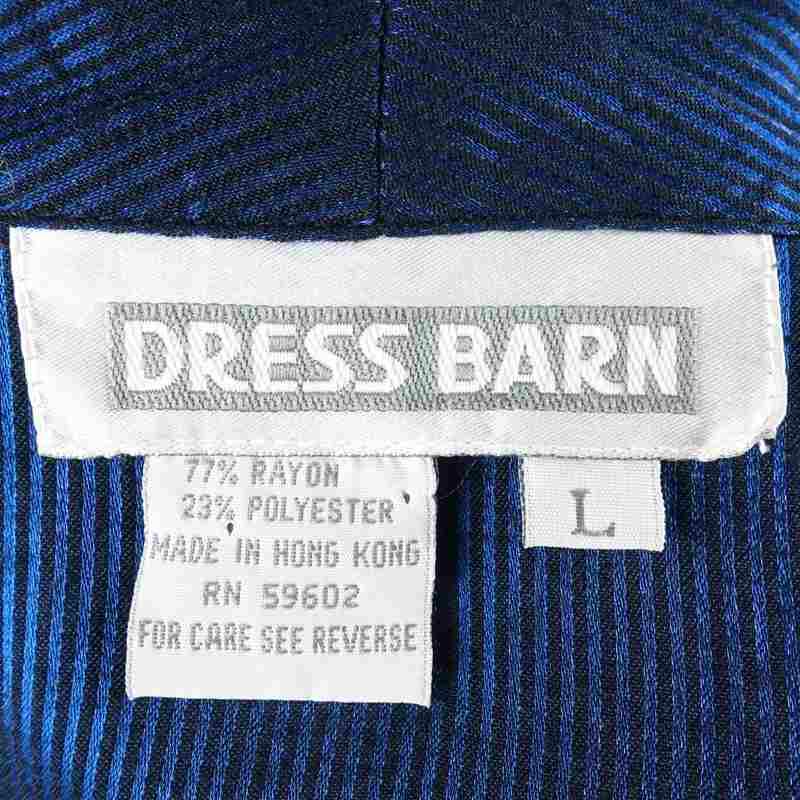 DRESS BARN
77% RAYON
23% POLYESTER
MADE IN HONG KONG
RN 59602
FOR CARE SEE REVERSE
L